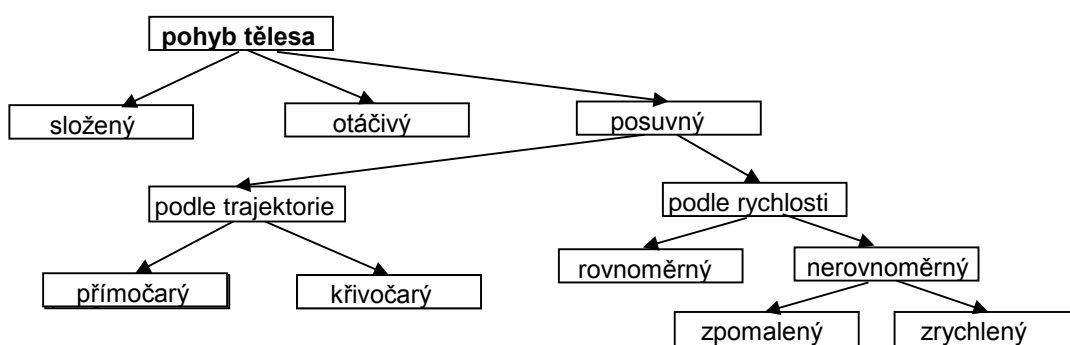 pohyb tělesa
složený
otáčivý
posuvný
podle trajektorie
podle rychlosti
přímočarý
křivočarý
rovnoměrný
nerovnoměrný
zpomalený
zrychlený